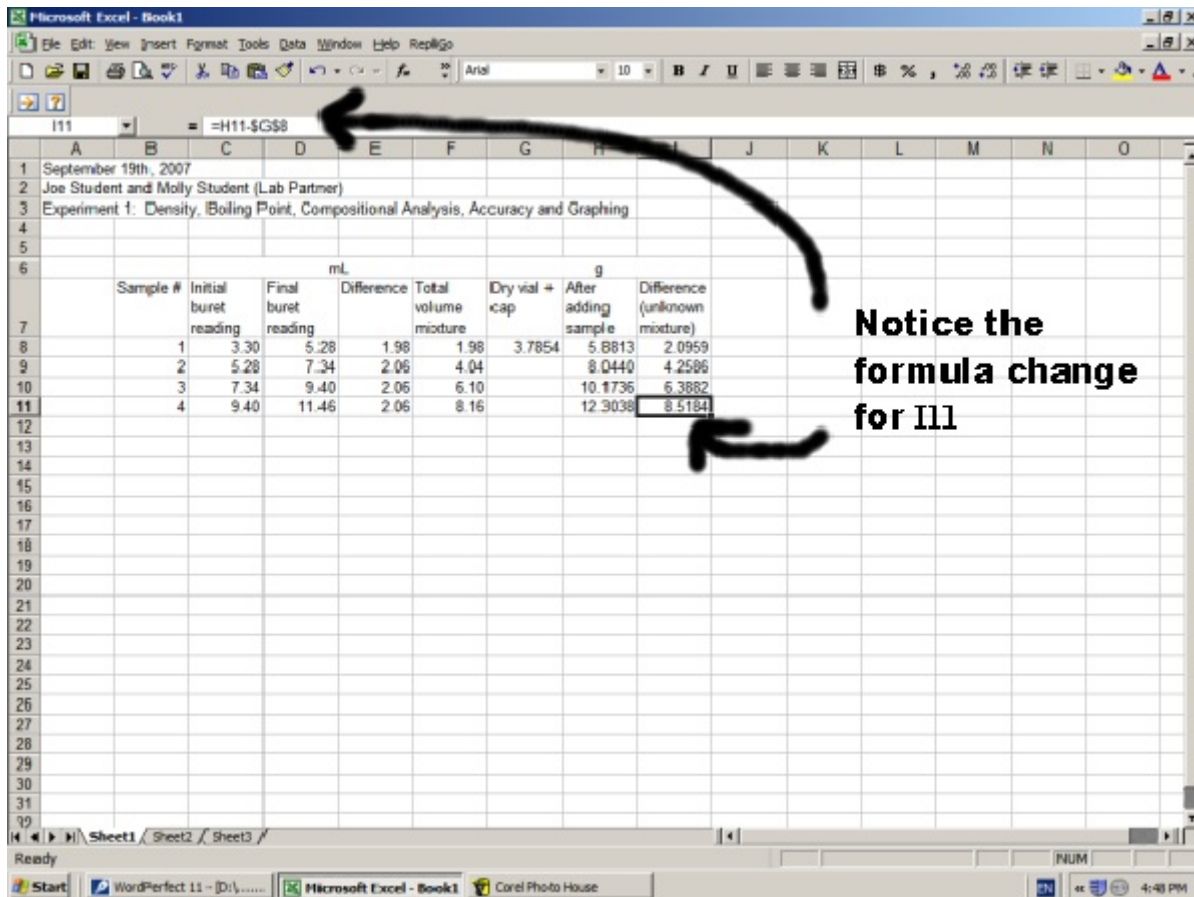 Microsoft Excel - Book1
File Edit View Insert Format Tools Data Window Help RepliGo
Arial 10 B I U $ % ,
I11 = =H11-$G$8
A B C D E F G H I J K L M N O
1 September 19th, 2007
2 Joe Student and Molly Student (Lab Partner)
3 Experiment 1: Density, Boiling Point, Compositional Analysis, Accuracy and Graphing
4
5
6 mL g
Sample # Initial Final Difference Total Dry vial + After Difference
buret buret volume cap adding (unknown
7 reading reading mixture sample mixture)
8 1 3.30 5.28 1.98 1.98 3.7854 5.8813 2.0959
9 2 5.28 7.34 2.06 4.04 8.0440 4.2586
10 3 7.34 9.40 2.06 6.10 10.1736 6.3882
11 4 9.40 11.46 2.06 8.16 12.3038 8.5184
Notice the
formula change
for I11
12
13
14
15
16
17
18
19
20
21
22
23
24
25
26
27
28
29
30
31
32
Sheet1 / Sheet2 / Sheet3 /
Ready NUM
Start WordPerfect 11 - [D:\....... Microsoft Excel - Book1 Corel Photo House EN « 4:48 PM